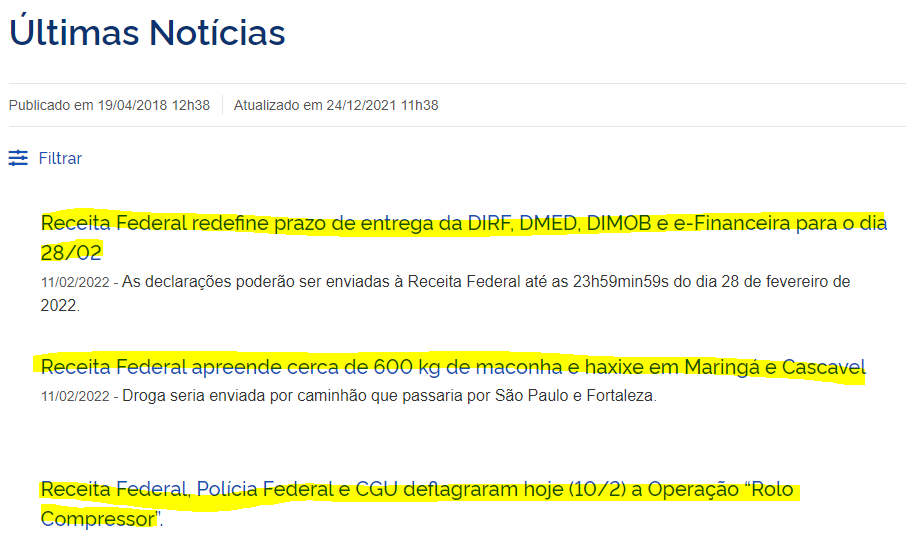 Últimas Notícias
Publicado em 19/04/2018 12h38 Atualizado em 24/12/2021 11h38
Filtrar
Receita Federal redefine prazo de entrega da DIRF, DMED, DIMOB e e-Financeira para o dia
28/02
11/02/2022 - As declarações poderão ser enviadas à Receita Federal até as 23h59min59s do dia 28 de fevereiro de
2022.
Receita Federal apreende cerca de 600 kg de maconha e haxixe em Maringá e Cascavel
11/02/2022 - Droga seria enviada por caminhão que passaria por São Paulo e Fortaleza.
Receita Federal, Polícia Federal e CGU deflagraram hoje (10/2) a Operação “Rolo
Compressor”.